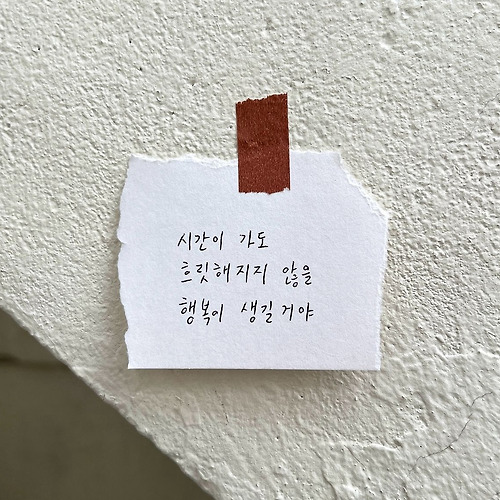 시간이 가도
흐릿해지지 않을
행복이 생길거야